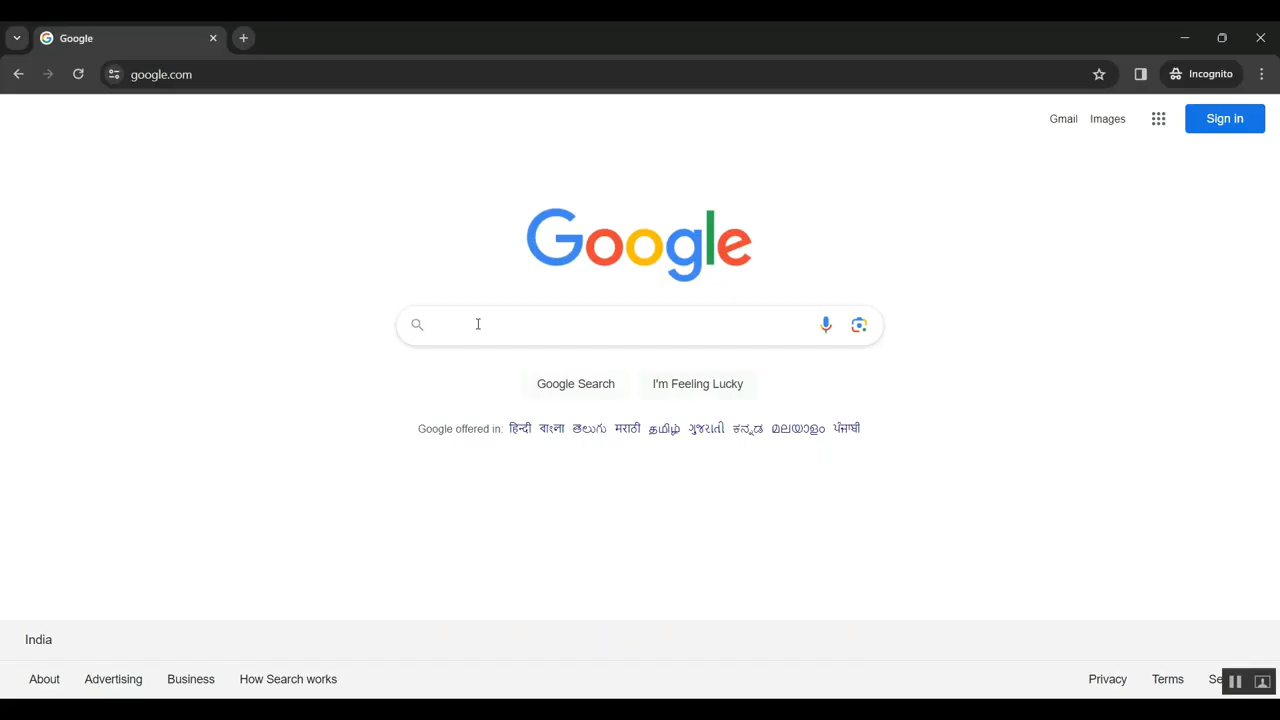 Google
google.com
Incognito
Gmail Images Sign in
Google
Google Search I'm Feeling Lucky
Google offered in: हिन्दी বাংলা తెలుగు मराठी தமிழ் ગુજરાતી ಕನ್ನಡ മലയാളം ਪੰਜਾਬੀ
India
About Advertising Business How Search works Privacy Terms Se